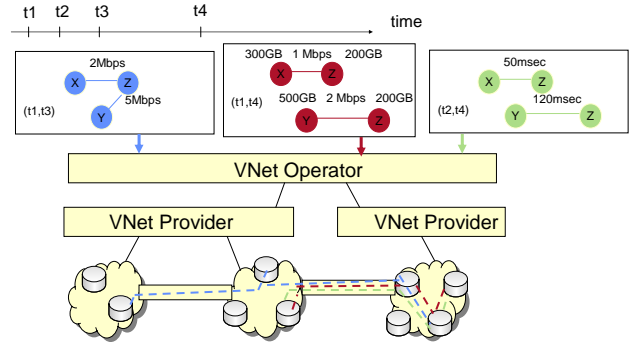 t1 t2 t3 t4 time
2Mbps
X Z
5Mbps
Y
(t1,t3)
300GB 1 Mbps 200GB
X Z
(t1,t4)
500GB 2 Mbps 200GB
Y Z
50msec
X Z
120msec
Y Z
(t2,t4)
VNet Operator
VNet Provider VNet Provider